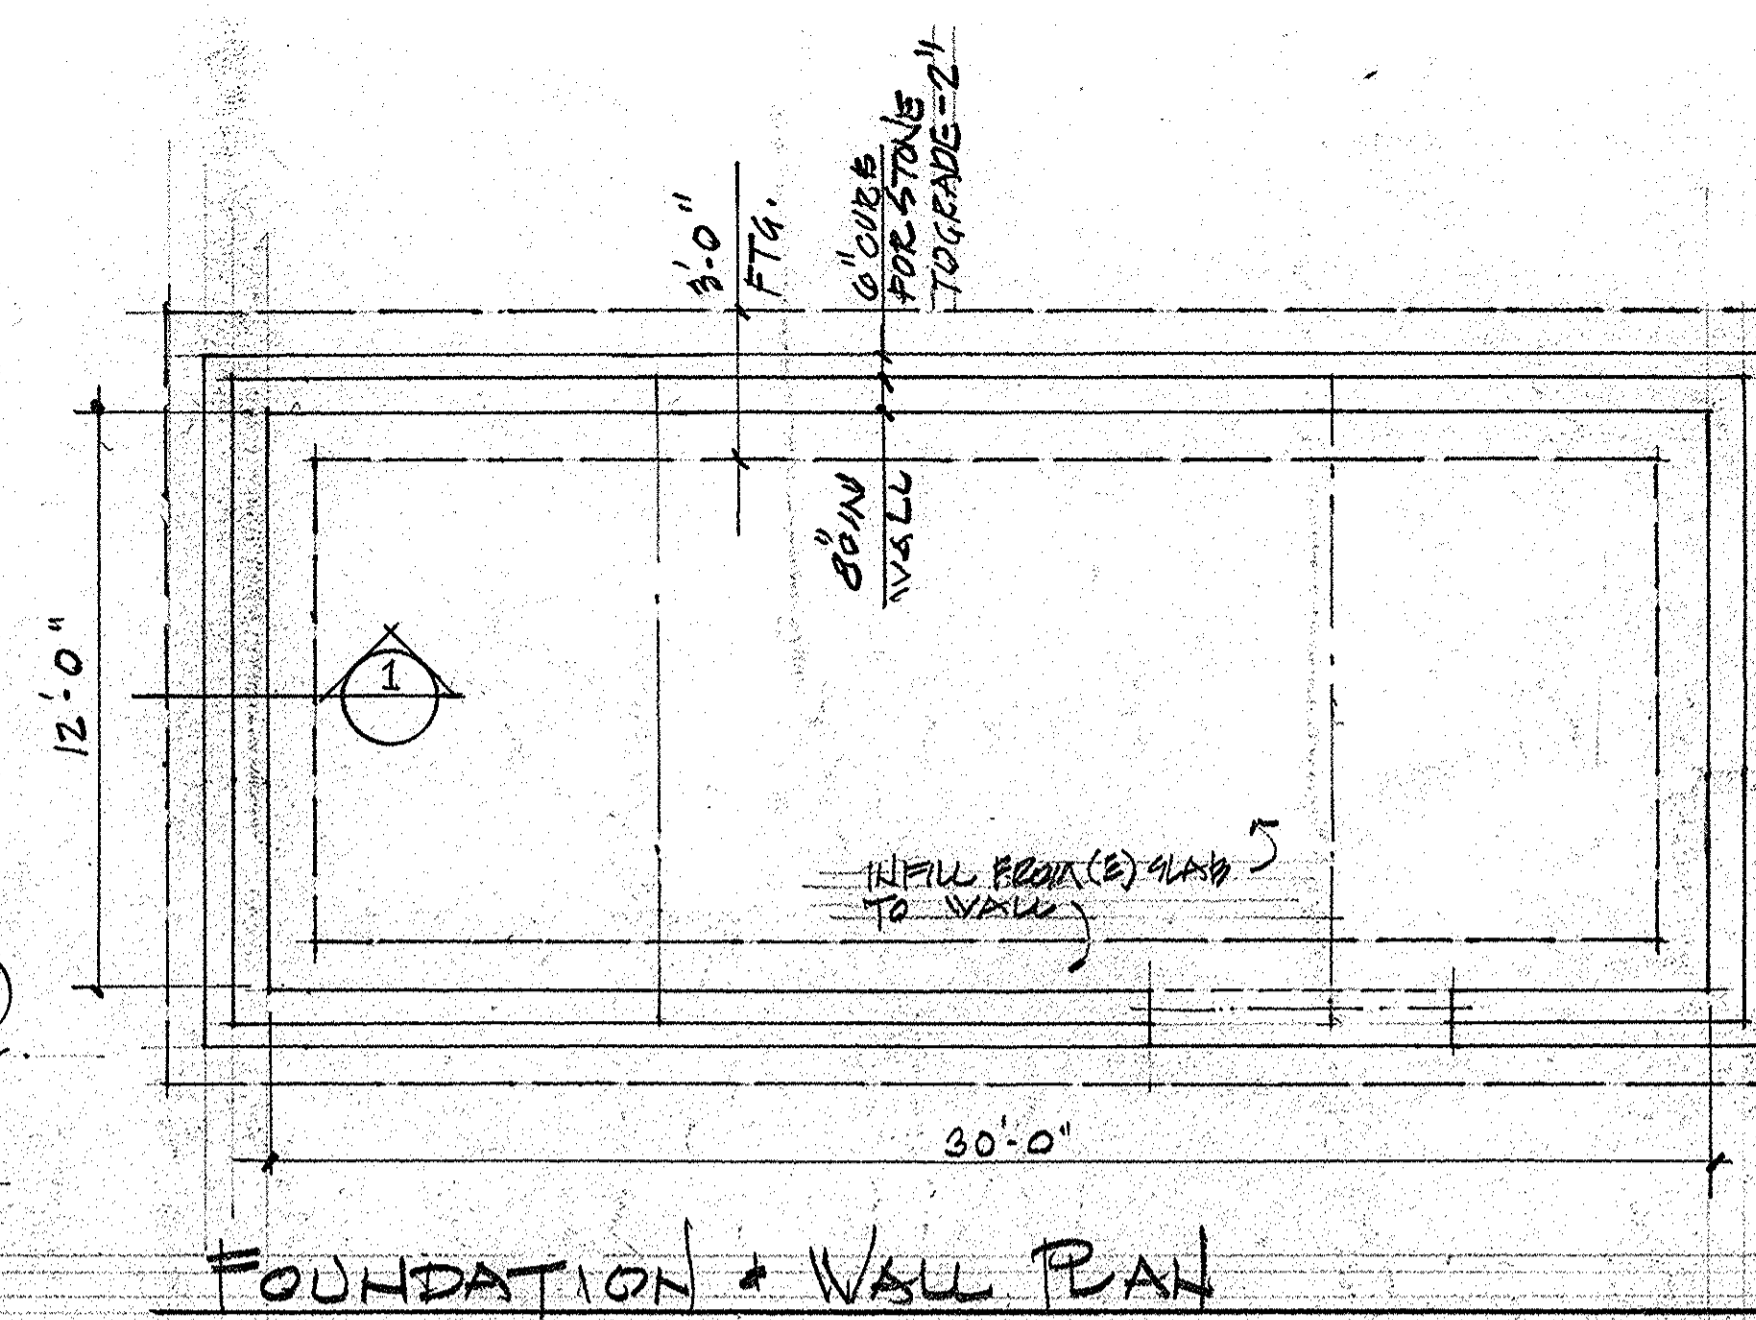 3'-0"
FTG.
6" CURB
FOR STONE
TO GRADE-2"
8" CONC
WALL
12'-0"
1
INFILL FROM (E) SLAB
TO WALL
30'-0"
FOUNDATION & WALL PLAN